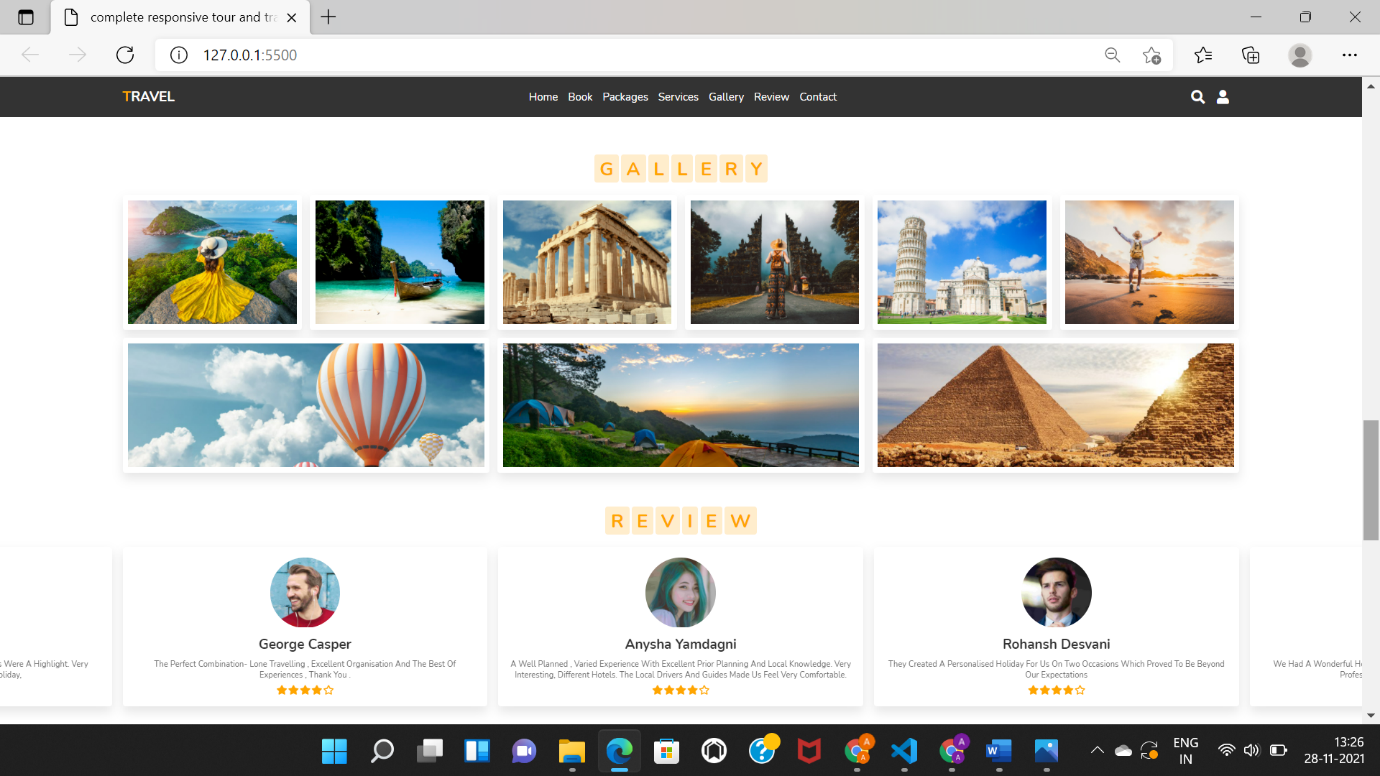 complete responsive tour and tra
127.0.0.1:5500
TRAVEL
Home Book Packages Services Gallery Review Contact
GALLERY
REVIEW
George Casper
The Perfect Combination- Lone Travelling , Excellent Organisation And The Best Of
Experiences , Thank You .
Anysha Yamdagni
A Well Planned , Varied Experience With Excellent Prior Planning And Local Knowledge. Very
Interesting, Different Hotels. The Local Drivers And Guides Made Us Feel Very Comfortable.
Rohansh Desvani
They Created A Personalised Holiday For Us On Two Occasions Which Proved To Be Beyond
Our Expectations
s Were A Highlight. Very
oliday,
We Had A Wonderful H
Profes
ENG
IN
13:26
28-11-2021